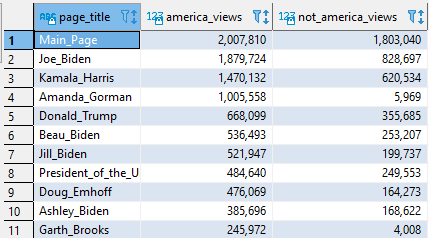 page_title america_views not_america_views
1 Main_Page 2,007,810 1,803,040
2 Joe_Biden 1,879,724 828,697
3 Kamala_Harris 1,470,132 620,534
4 Amanda_Gorman 1,005,558 5,969
5 Donald_Trump 668,099 355,685
6 Beau_Biden 536,493 253,207
7 Jill_Biden 521,947 199,737
8 President_of_the_U 484,640 249,553
9 Doug_Emhoff 476,069 164,273
10 Ashley_Biden 385,696 168,622
11 Garth_Brooks 245,972 4,008